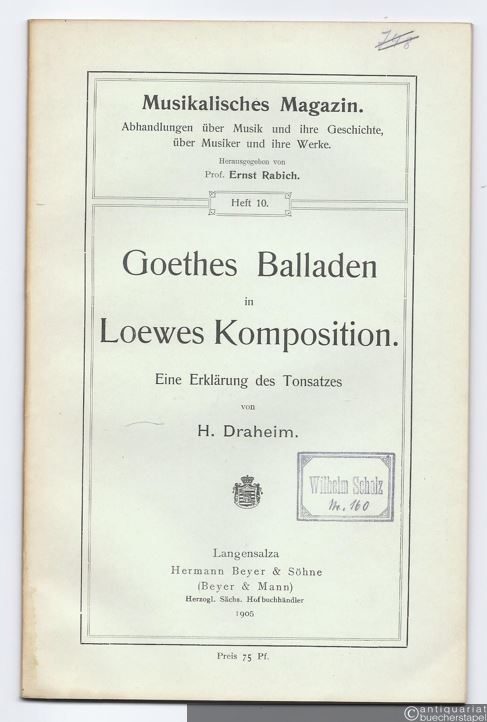 Musikalisches Magazin.
Abhandlungen über Musik und ihre Geschichte,
über Musiker und ihre Werke.
Herausgegeben von
Prof. Ernst Rabich.
Heft 10.
Goethes Balladen
in
Loewes Komposition.
Eine Erklärung des Tonsatzes
von
H. Draheim.
Wilhelm Scholz
Nr. 160
Langensalza
Hermann Beyer & Söhne
(Beyer & Mann)
Herzogl. Sächs. Hofbuchhändler
1905
Preis 75 Pf.
antiquariat
buecherstapel